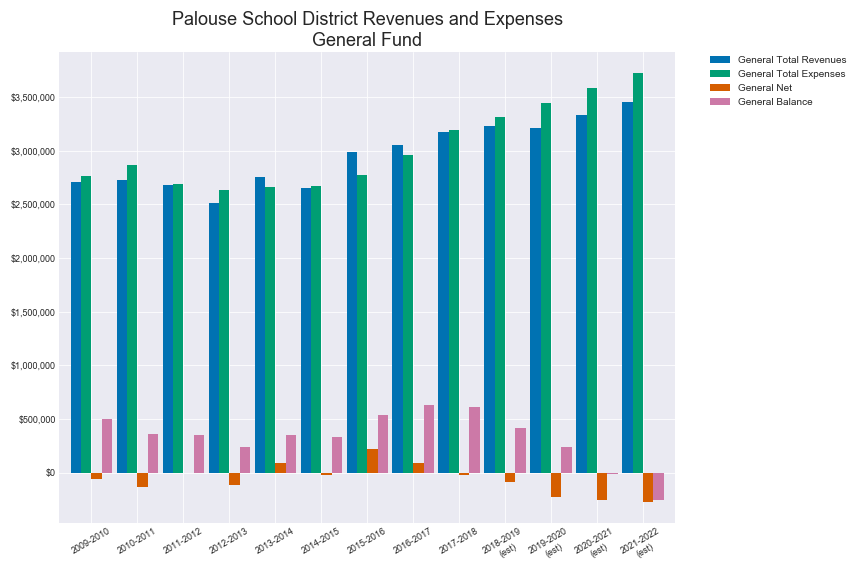 Palouse School District Revenues and Expenses
General Fund
General Total Revenues
General Total Expenses
General Net
General Balance
$3,500,000
$3,000,000
$2,500,000
$2,000,000
$1,500,000
$1,000,000
$500,000
$0
2009-2010
2010-2011
2011-2012
2012-2013
2013-2014
2014-2015
2015-2016
2016-2017
2017-2018
2018-2019
(est)
2019-2020
(est)
2020-2021
(est)
2021-2022
(est)